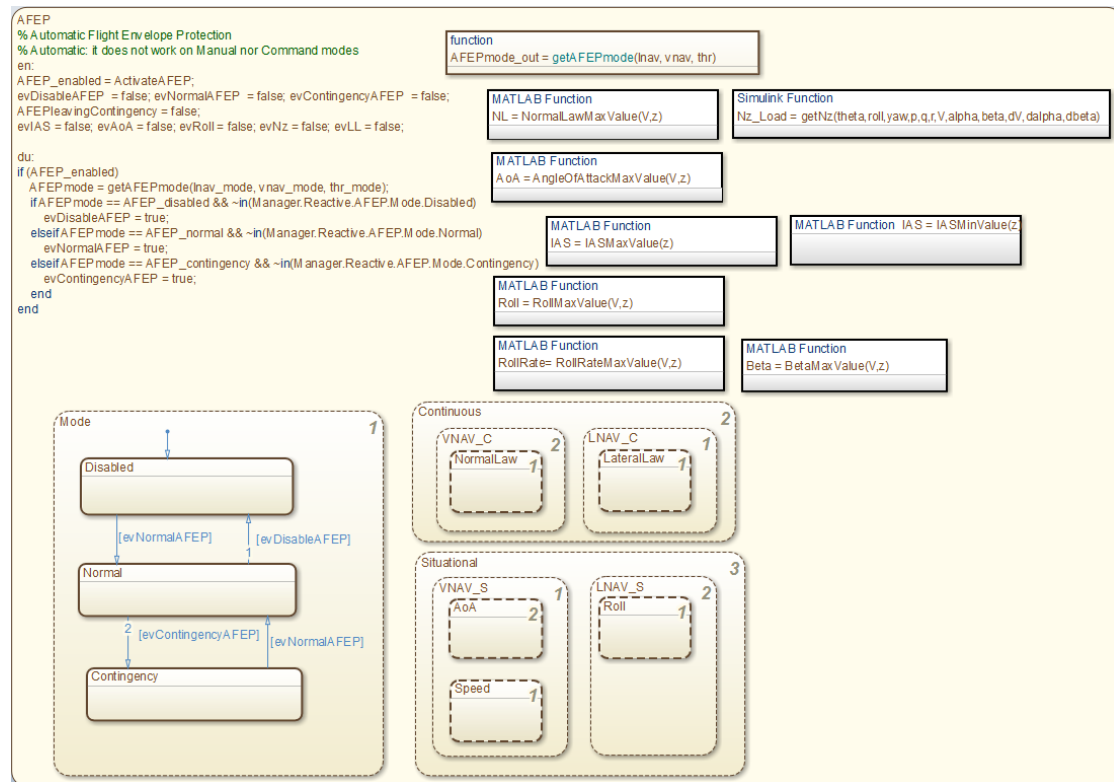 AFEP
% Automatic Flight Envelope Protection
% Automatic: it does not work on Manual nor Command modes
en:
AFEP_enabled = ActivateAFEP;
evDisableAFEP = false; evNormalAFEP = false; evContingencyAFEP = false;
AFEPleavingContingency = false;
evIAS = false; evAoA = false; evRoll = false; evNz = false; evLL = false;
du:
if (AFEP_enabled)
AFEPmode = getAFEPmode(lnav_mode, vnav_mode, thr_mode);
if AFEPmode == AFEP_disabled && ~in(Manager.Reactive.AFEP.Mode.Disabled)
evDisableAFEP = true;
elseif AFEPmode == AFEP_normal && ~in(Manager.Reactive.AFEP.Mode.Normal)
evNormalAFEP = true;
elseif AFEPmode == AFEP_contingency && ~in(Manager.Reactive.AFEP.Mode.Contingency)
evContingencyAFEP = true;
end
end
function
AFEPmode_out = getAFEPmode(lnav, vnav, thr)
MATLAB Function
NL = NormalLawMaxValue(V,z)
Simulink Function
Nz_Load = getNz(theta,roll,yaw,p,q,r,V,alpha,beta,dV,dalpha,dbeta)
MATLAB Function
AoA = AngleOfAttackMaxValue(V,z)
MATLAB Function
IAS = IASMaxValue(z)
MATLAB Function IAS = IASMinValue(z)
MATLAB Function
Roll = RollMaxValue(V,z)
MATLAB Function
RollRate= RollRateMaxValue(V,z)
MATLAB Function
Beta = BetaMaxValue(V,z)
Mode
1
Disabled
[evNormalAFEP]
[evDisableAFEP]
1
Normal
2
[evContingencyAFEP]
[evNormalAFEP]
Contingency
Continuous
2
VNAV_C
2
NormalLaw
1
LNAV_C
1
LateralLaw
1
Situational
3
VNAV_S
1
AoA
2
Speed
1
LNAV_S
2
Roll
1